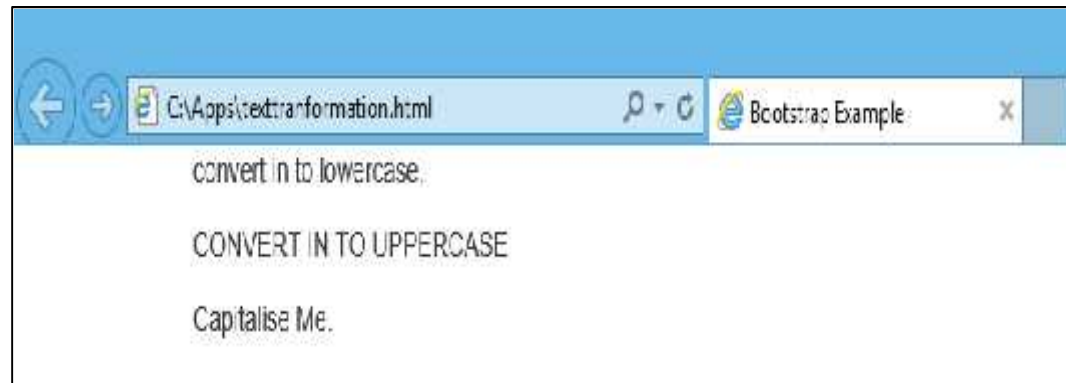 C:\Apps\texttranformation.html
Bootstrap Example
convert in to lowercase.
CONVERT IN TO UPPERCASE
Capitalise Me.